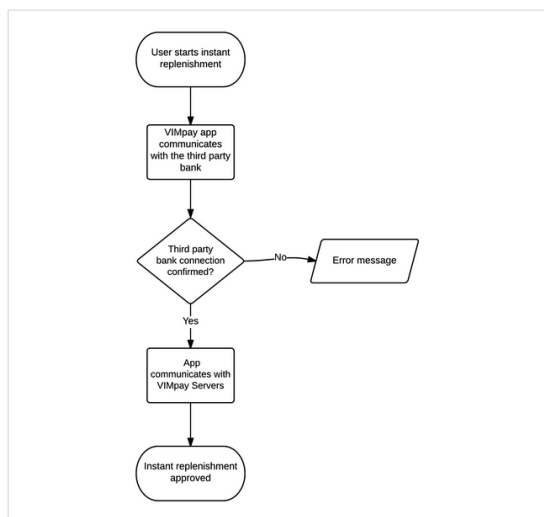 User starts instant
replenishment
VIMpay app
communicates
with the third party
bank
Third party
bank connection
confirmed?
No
Error message
Yes
App
communicates with
VIMpay Servers
Instant replenishment
approved